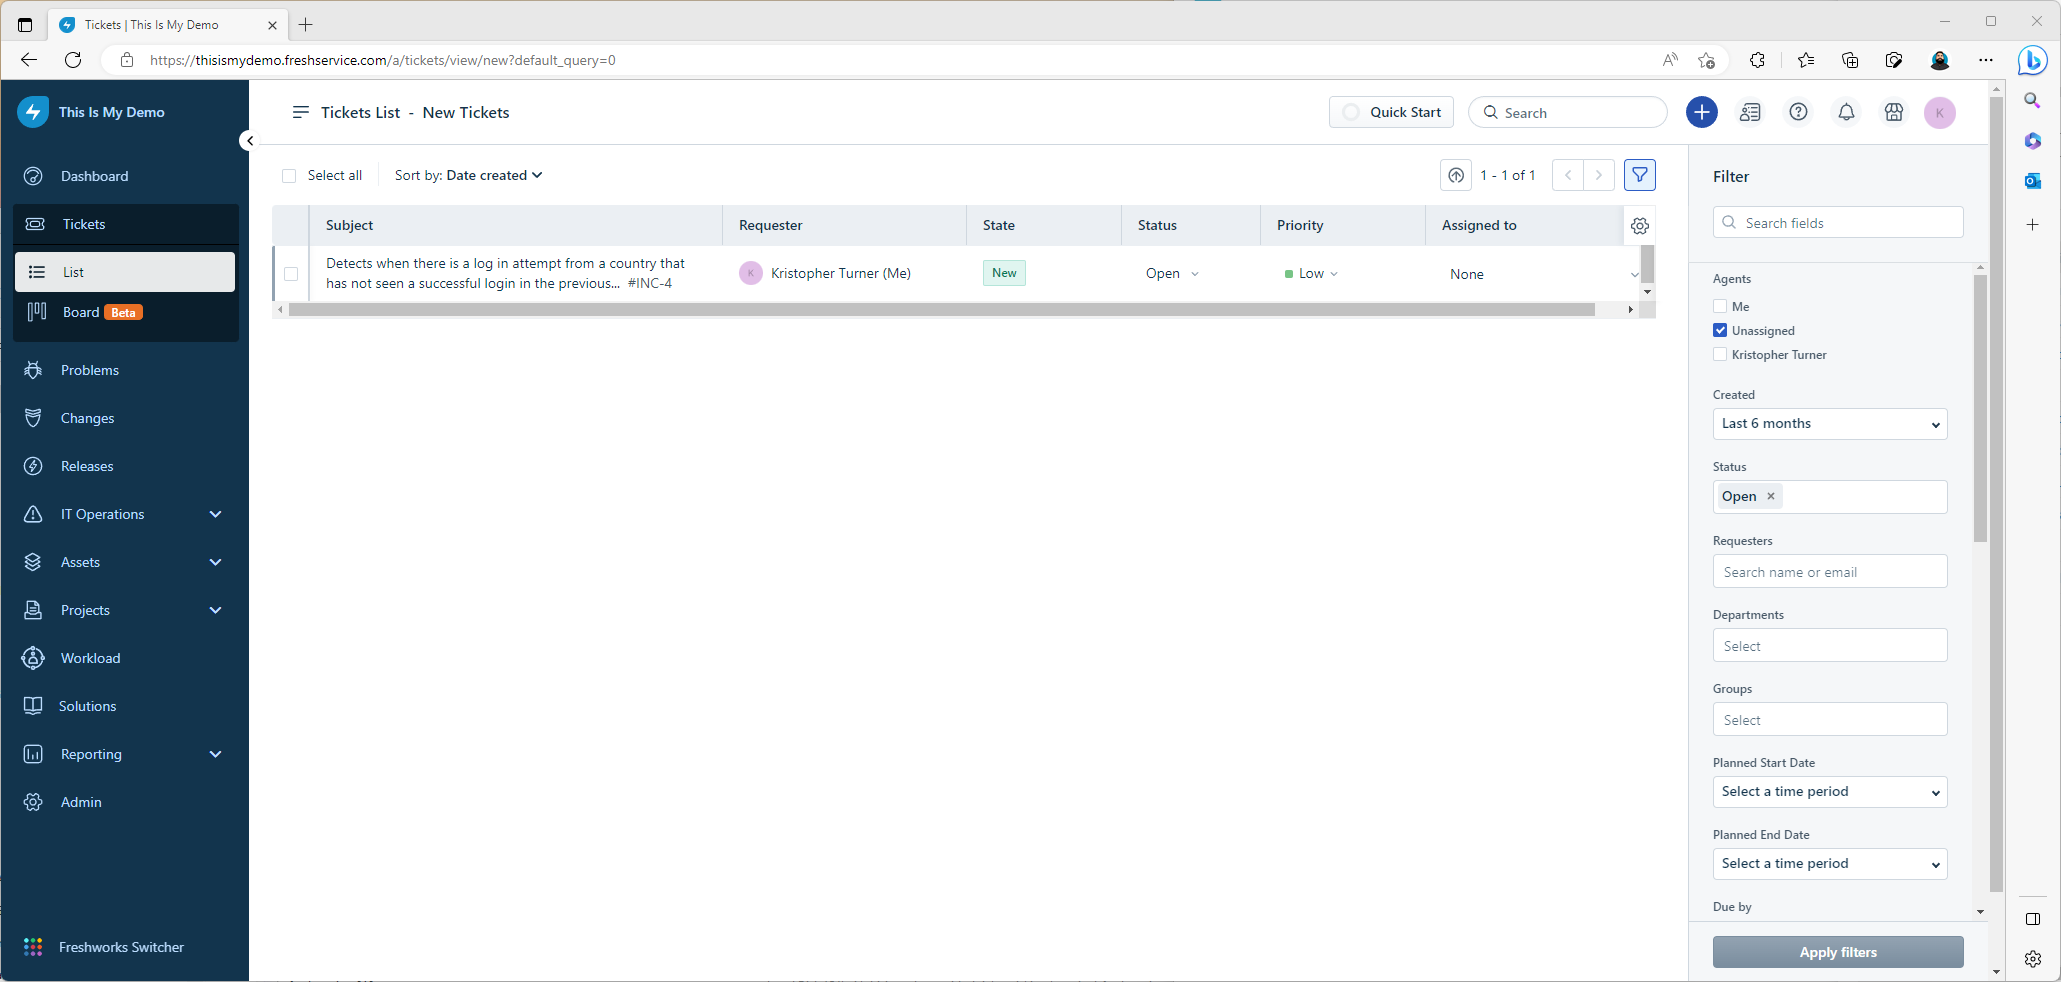 Tickets | This Is My Demo
https://thisismydemo.freshservice.com/a/tickets/view/new?default_query=0
This Is My Demo
Dashboard
Tickets
List
Board Beta
Problems
Changes
Releases
IT Operations
Assets
Projects
Workload
Solutions
Reporting
Admin
Freshworks Switcher
Tickets List - New Tickets
Quick Start
Search
K
Select all
Sort by: Date created
1 - 1 of 1
Subject Requester State Status Priority Assigned to
Detects when there is a log in attempt from a country that
has not seen a successful login in the previous... #INC-4
K Kristopher Turner (Me)
New
Open
Low
None
Filter
Search fields
Agents
Me
Unassigned
Kristopher Turner
Created
Last 6 months
Status
Open ×
Requesters
Search name or email
Departments
Select
Groups
Select
Planned Start Date
Select a time period
Planned End Date
Select a time period
Due by
Apply filters